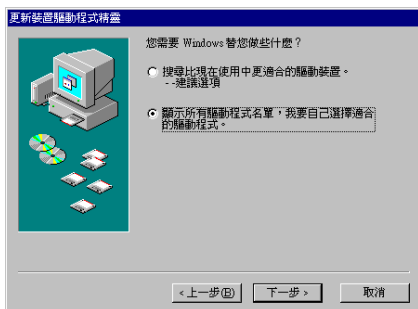 更新裝置驅動程式精靈
您需要 Windows 替您做些什麼？
搜尋比現在使用中更適合的驅動裝置。
--建議選項
顯示所有驅動程式名單，我要自己選擇適合
的驅動程式。
<上一步(B)
下一步>
取消